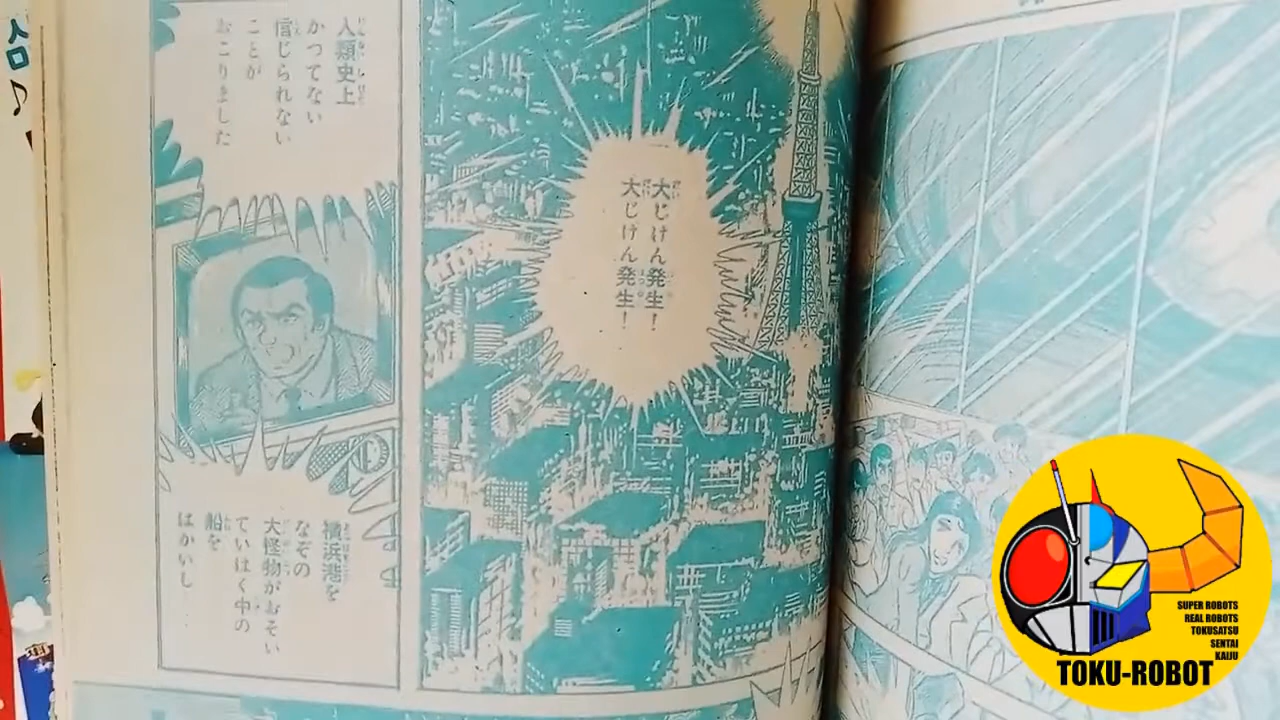 大じけん発生!
大じけん発生!
人類史上
かつてない
信じられない
ことが
おこりました
横浜港を
なぞの
大怪物がおそい
ていはく中の
船を
はかいし
SUPER ROBOTS
REAL ROBOTS
TOKUSATSU
SENTAI
KAIJU
TOKU-ROBOT